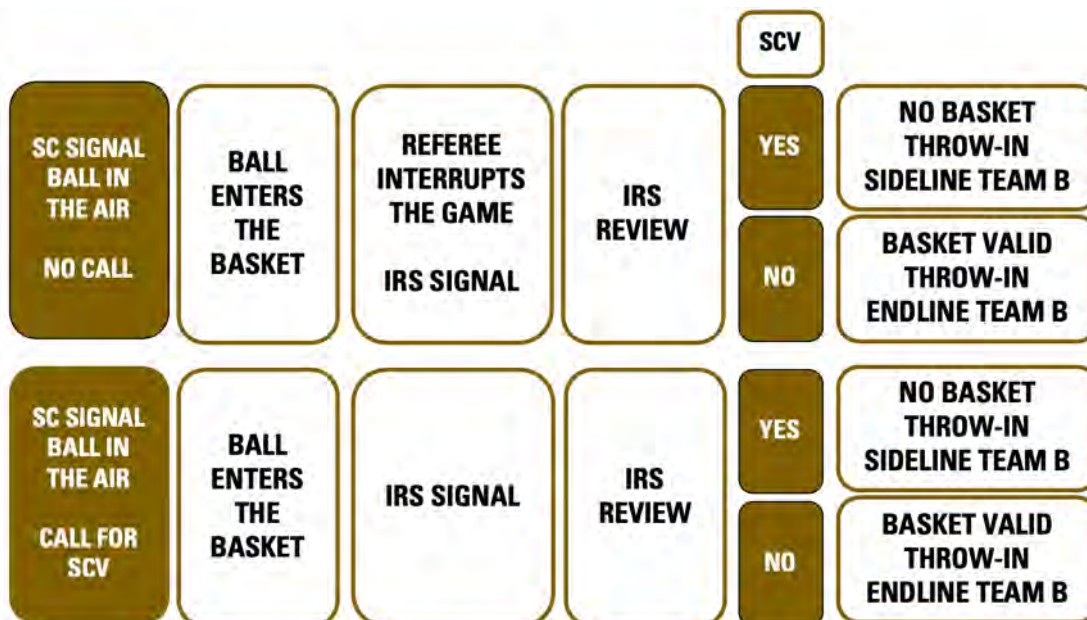 SCV
SC SIGNAL
BALL IN
THE AIR
NO CALL
BALL
ENTERS
THE
BASKET
REFEREE
INTERRUPTS
THE GAME
IRS SIGNAL
IRS
REVIEW
YES
NO BASKET
THROW-IN
SIDELINE TEAM B
NO
BASKET VALID
THROW-IN
ENDLINE TEAM B
SC SIGNAL
BALL IN
THE AIR
CALL FOR
SCV
BALL
ENTERS
THE
BASKET
IRS SIGNAL
IRS
REVIEW
YES
NO BASKET
THROW-IN
SIDELINE TEAM B
NO
BASKET VALID
THROW-IN
ENDLINE TEAM B